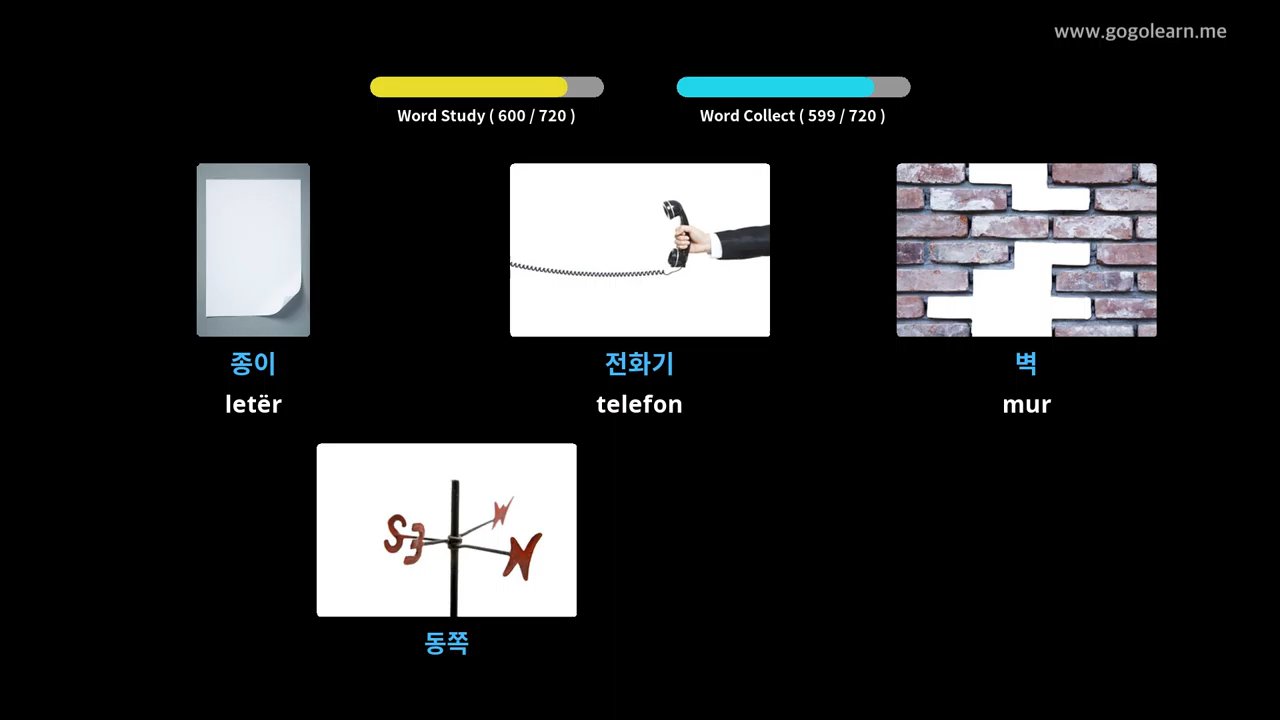 www.gogolearn.me
Word Study ( 600 / 720 )
Word Collect ( 599 / 720 )
종이
전화기
벽
letër
telefon
mur
동쪽